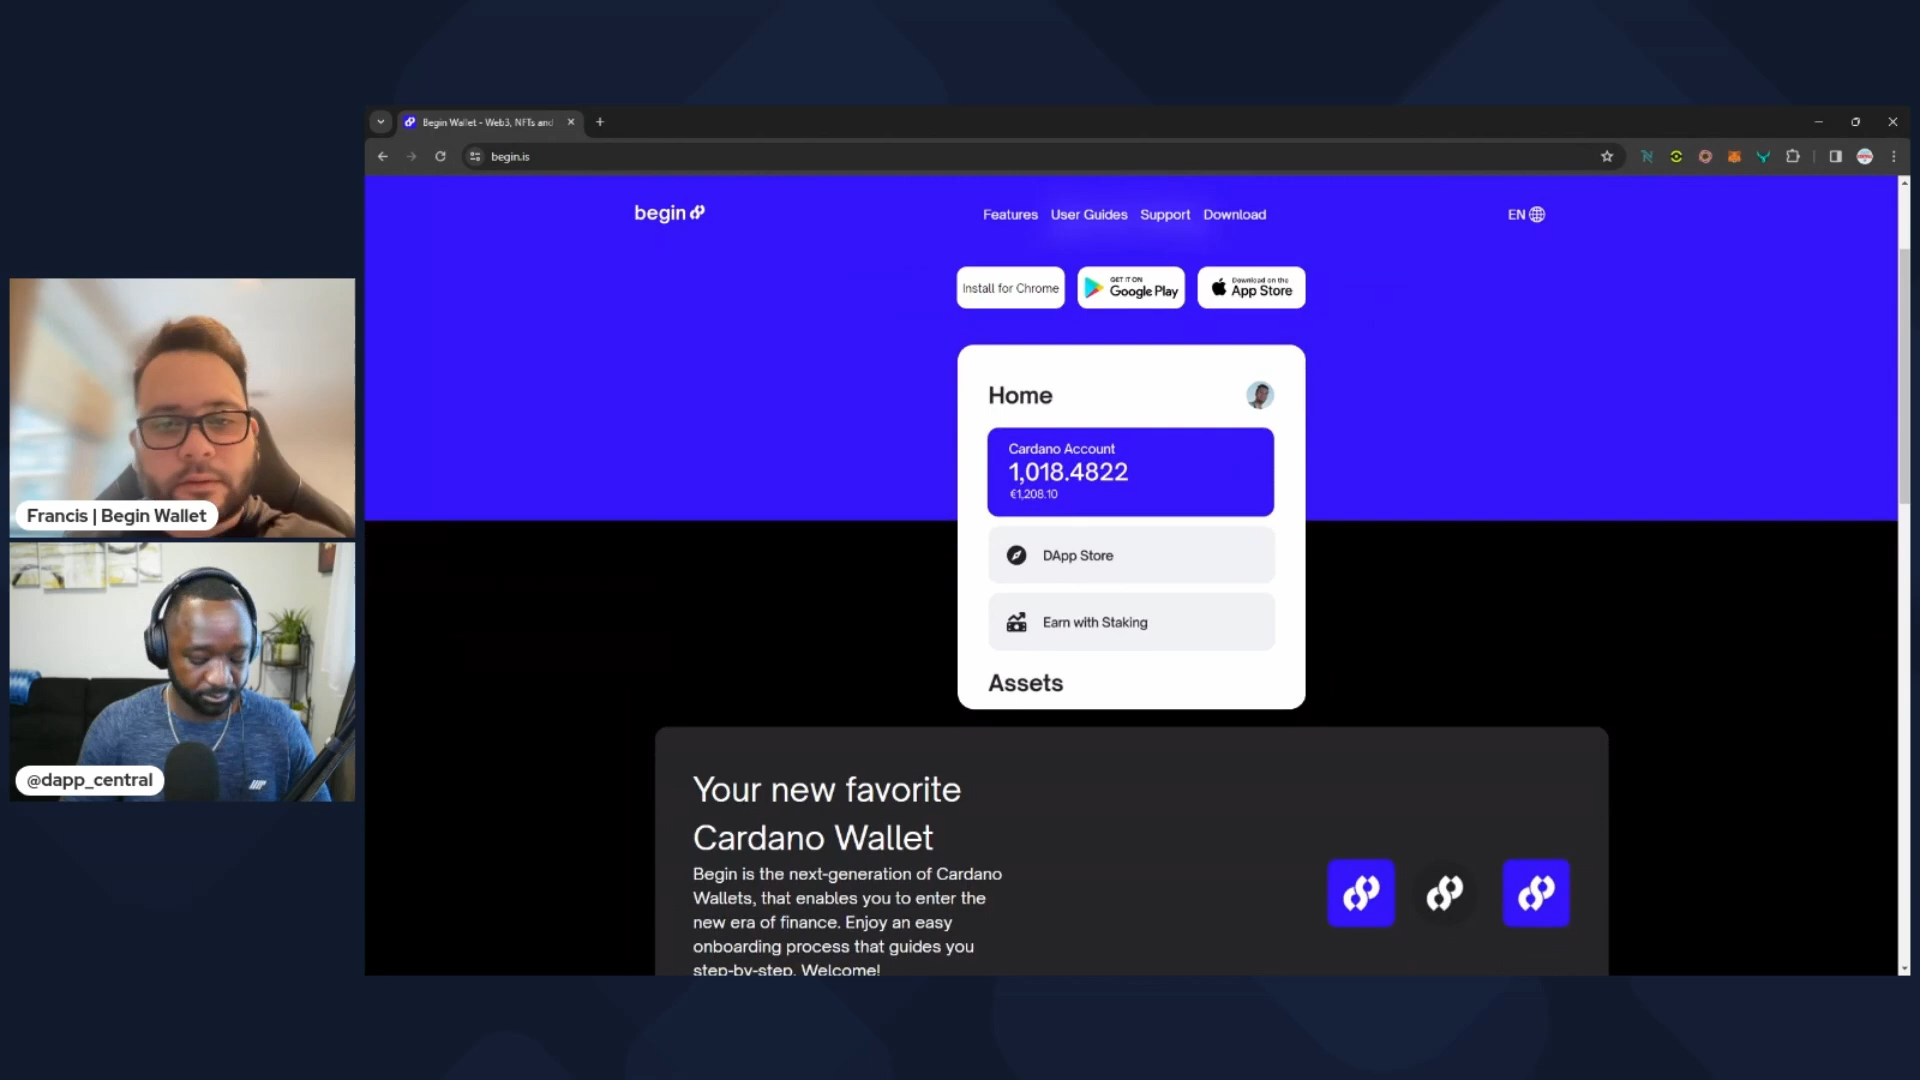 Begin Wallet - Web3, NFTs and
begin.is
begin
Features User Guides Support Download
EN
Install for Chrome
GET IT ON
Google Play
Download on the
App Store
Home
Cardano Account
1,018.4822
€1,208.10
DApp Store
Earn with Staking
Assets
Francis | Begin Wallet
@dapp_central
Your new favorite
Cardano Wallet
Begin is the next-generation of Cardano
Wallets, that enables you to enter the
new era of finance. Enjoy an easy
onboarding process that guides you
step-by-step. Welcome!